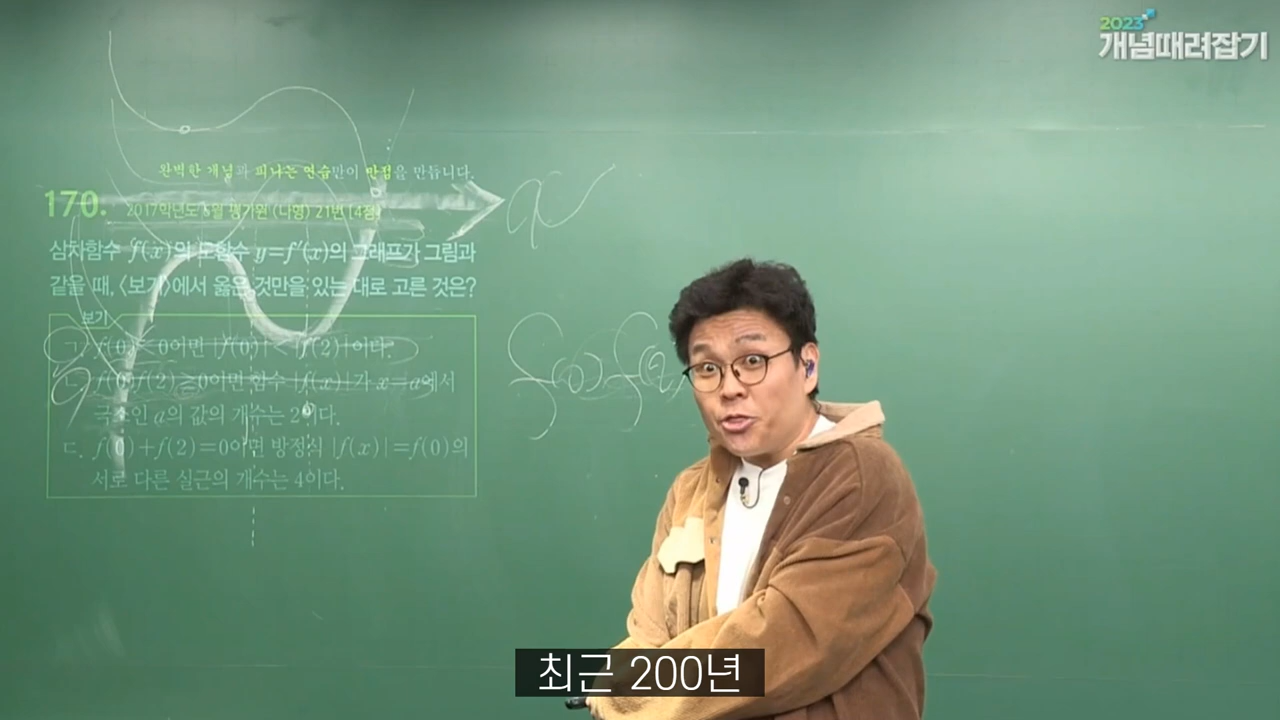 2023
개념때려잡기
완벽한 개념과 피나는 연습만이 만점을 만듭니다.
170.
2017학년도 6월 평가원 (나형) 21번 [4점]
삼차함수 f(x)의 도함수 y=f'(x)의 그래프가 그림과
같을 때, 〈보기〉에서 옳은 것만을 있는 대로 고른 것은?
보기
ㄱ. f(0)<0이면 |f(0)|<|f(2)|이다.
ㄴ. f(0)f(2)≥0이면 함수 |f(x)|가 x=a에서
극소인 a의 값의 개수는 2이다.
ㄷ. f(0)+f(2)=0이면 방정식 |f(x)|=f(0)의
서로 다른 실근의 개수는 4이다.
f(0) f(2)
최근 200년